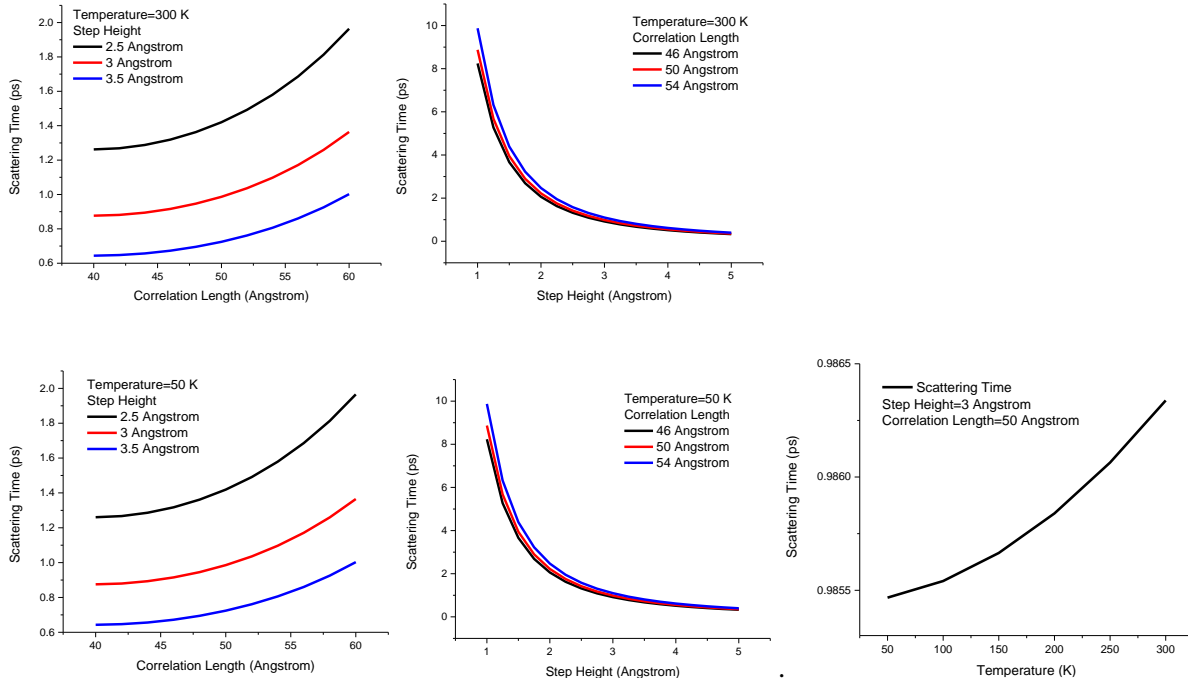 Temperature=300 K
Step Height
2.5 Angstrom
3 Angstrom
3.5 Angstrom
2.0
1.8
1.6
1.4
1.2
1.0
0.8
0.6
Scattering Time (ps)
40 45 50 55 60
Correlation Length (Angstrom)
Temperature=300 K
Correlation Length
46 Angstrom
50 Angstrom
54 Angstrom
10
8
6
4
2
0
Scattering Time (ps)
1 2 3 4 5
Step Height (Angstrom)
Temperature=50 K
Step Height
2.5 Angstrom
3 Angstrom
3.5 Angstrom
2.0
1.8
1.6
1.4
1.2
1.0
0.8
0.6
Scattering Time (ps)
40 45 50 55 60
Correlation Length (Angstrom)
Temperature=50 K
Correlation Length
46 Angstrom
50 Angstrom
54 Angstrom
10
8
6
4
2
0
Scattering Time (ps)
1 2 3 4 5
Step Height (Angstrom)
.
Scattering Time
Step Height=3 Angstrom
Correlation Length=50 Angstrom
0.9865
0.9860
0.9855
Scattering Time (ps)
50 100 150 200 250 300
Temperature (K)